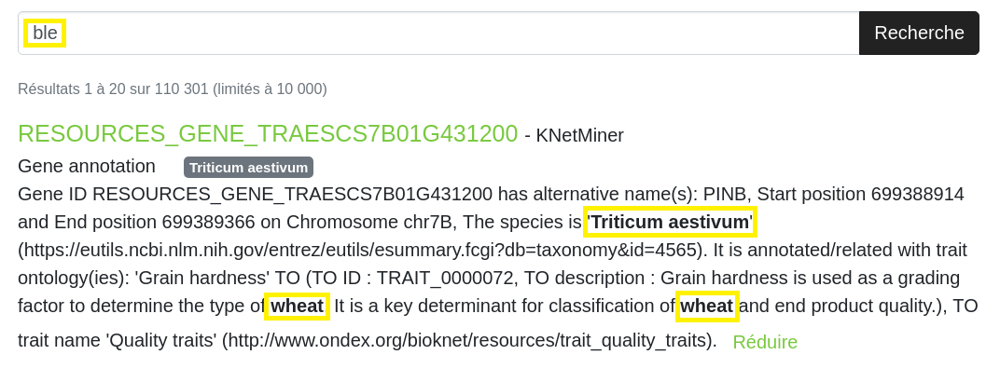 ble
Recherche
Résultats 1 à 20 sur 110 301 (limités à 10 000)
RESOURCES_GENE_TRAESCS7B01G431200 - KNetMiner
Gene annotation Triticum aestivum
Gene ID RESOURCES_GENE_TRAESCS7B01G431200 has alternative name(s): PINB, Start position 699388914
and End position 699389366 on Chromosome chr7B, The species is 'Triticum aestivum'
(https://eutils.ncbi.nlm.nih.gov/entrez/eutils/esummary.fcgi?db=taxonomy&id=4565). It is annotated/related with trait
ontology(ies): 'Grain hardness' TO (TO ID : TRAIT_0000072, TO description : Grain hardness is used as a grading
factor to determine the type of wheat. It is a key determinant for classification of wheat and end product quality.), TO
trait name 'Quality traits' (http://www.ondex.org/bioknet/resources/trait_quality_traits). Réduire